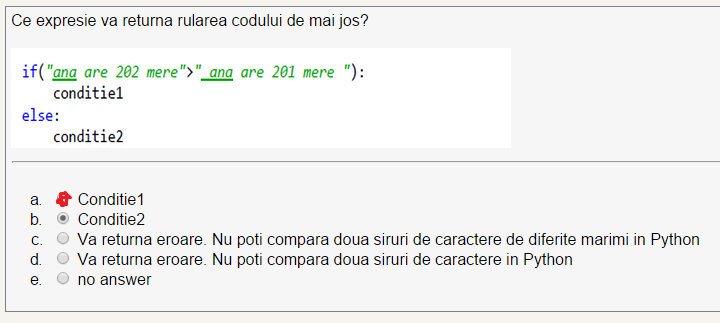 Ce expresie va returna rularea codului de mai jos?
if("ana are 202 mere">" ana are 201 mere "):
conditie1
else:
conditie2
a. Conditie1
b. Conditie2
c. Va returna eroare. Nu poti compara doua siruri de caractere de diferite marimi in Python
d. Va returna eroare. Nu poti compara doua siruri de caractere in Python
e. no answer